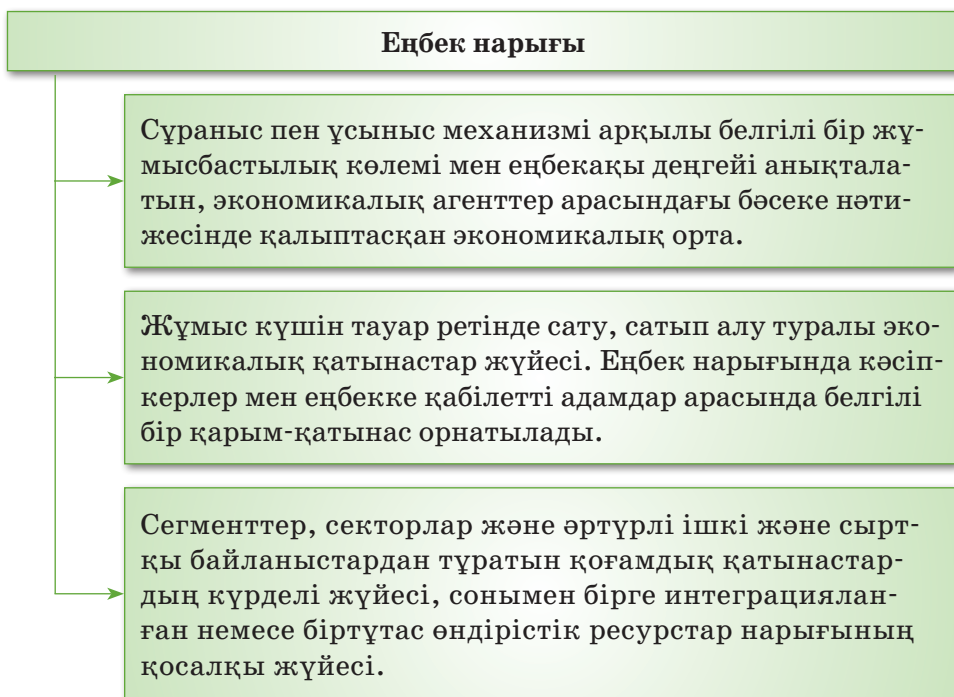 Еңбек нарығы
Сұраныс пен ұсыныс механизмі арқылы белгілі бір жұ-
мысбастылық көлемі мен еңбекақы деңгейі анықтала-
тын, экономикалық агенттер арасындағы бәсеке нәти-
жесінде қалыптасқан экономикалық орта.
Жұмыс күшін тауар ретінде сату, сатып алу туралы эко-
номикалық қатынастар жүйесі. Еңбек нарығында кәсіп-
керлер мен еңбекке қабілетті адамдар арасында белгілі
бір қарым-қатынас орнатылады.
Сегменттер, секторлар және әртүрлі ішкі және сырт-
қы байланыстардан тұратын қоғамдық қатынастар-
дың күрделі жүйесі, сонымен бірге интеграциялан-
ған немесе біртұтас өндірістік ресурстар нарығының
қосалқы жүйесі.